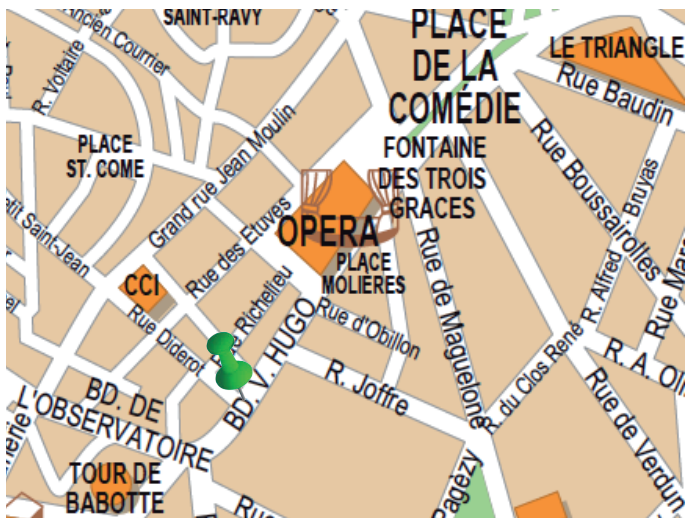 SAINT-RAVY
PLACE
DE LA
COMÉDIE
LE TRIANGLE
Ancien Courrier
R. Voltaire
Rue Baudin
PLACE
ST. COME
Grand rue Jean Moulin
FONTAINE
DES TROIS
GRACES
Rue Boussairolles
Bruyas
R. Alfred
OPERA
PLACE
MOLIÈRES
Rue des Etuves
Petit Saint-Jean
CCI
Richelieu
Rue d'Obillon
Rue de Maguelone
Rue Diderot
BD. V. HUGO
R. Joffre
R. du Clos René
Rue de Verdun
BD. DE
L'OBSERVATOIRE
TOUR DE
BABOTTE
Pagèzy